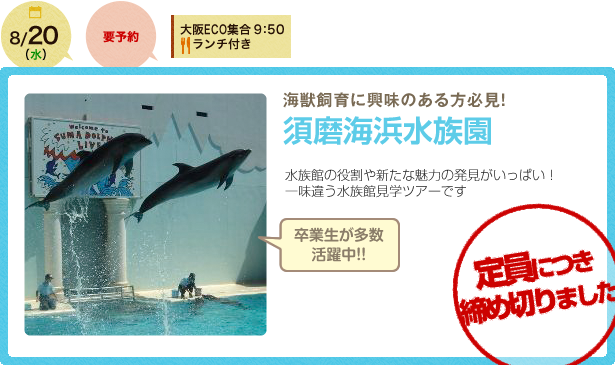 8/20
(水)
要予約
大阪ECO集合 9:50
ランチ付き
海獣飼育に興味のある方必見!
須磨海浜水族園
水族館の役割や新たな魅力の発見がいっぱい!
一味違う水族館見学ツアーです
Welcome to
SUMA DOLPHIN
LIVE
卒業生が多数
活躍中!!
定員につき
締め切りました